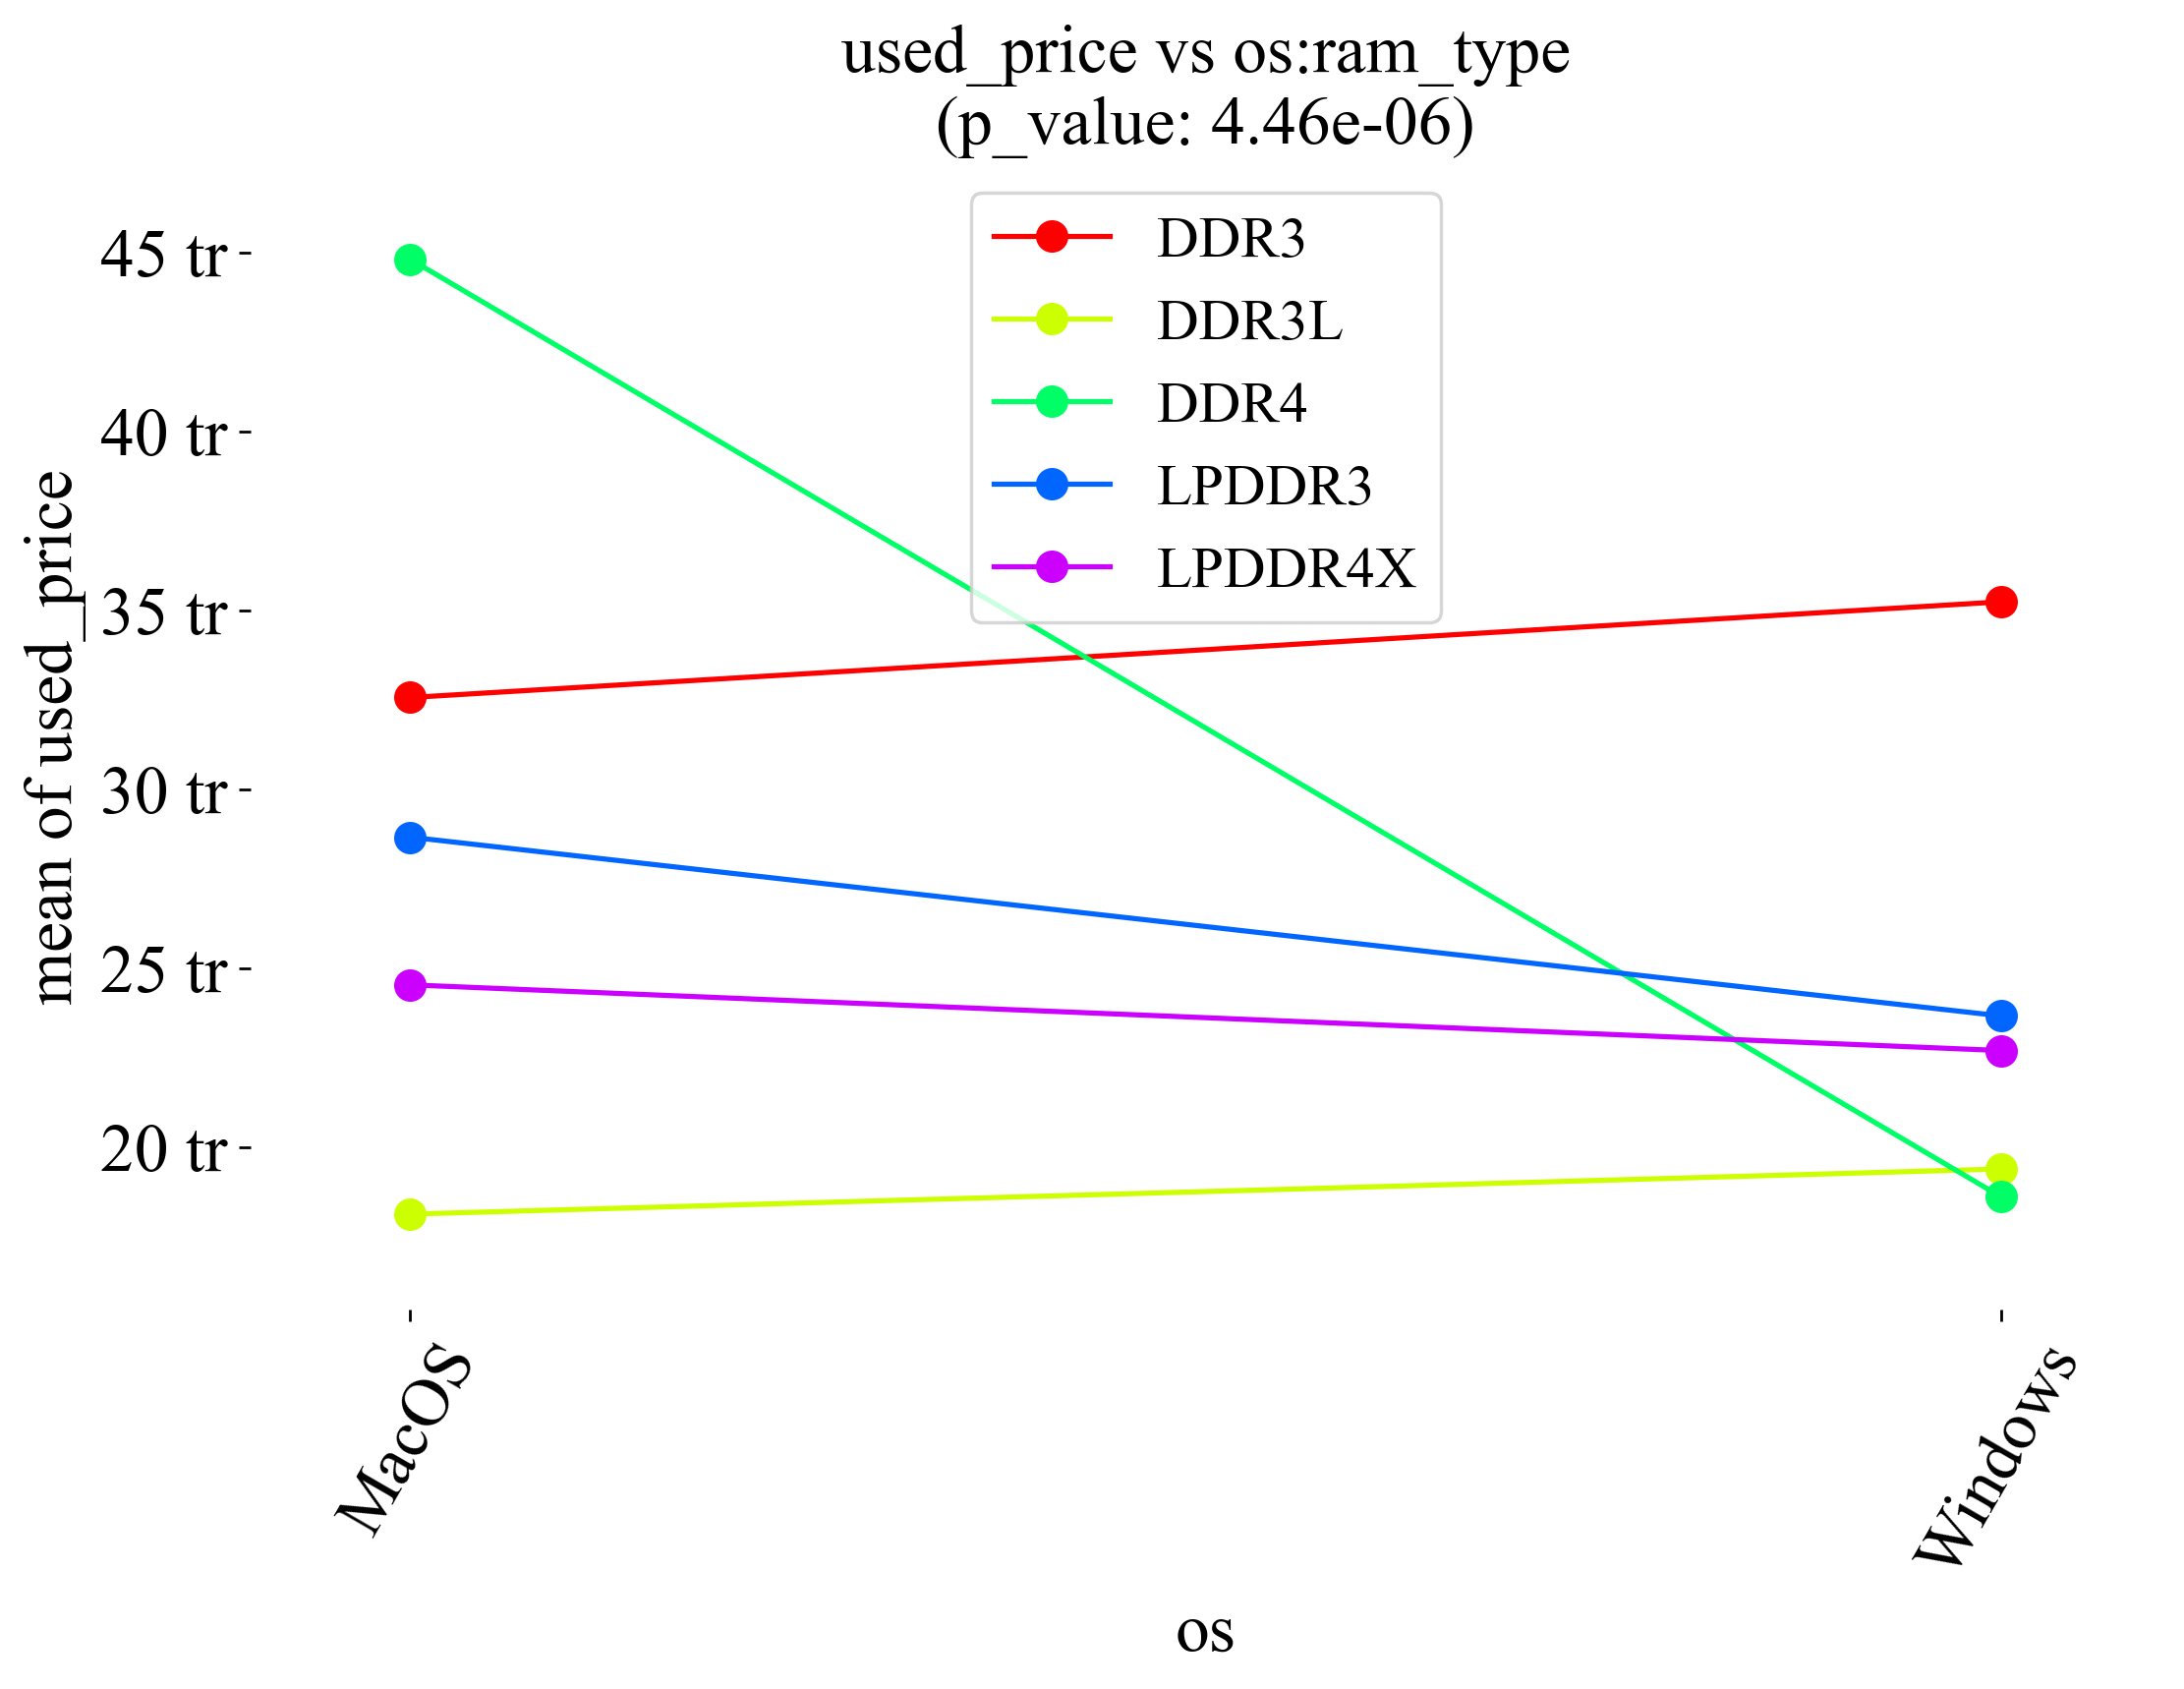 used_price vs os:ram_type
(p_value: 4.46e-06)
DDR3
DDR3L
DDR4
LPDDR3
LPDDR4X
mean of used_price
45 tr
40 tr
35 tr
30 tr
25 tr
20 tr
MacOS
Windows
os